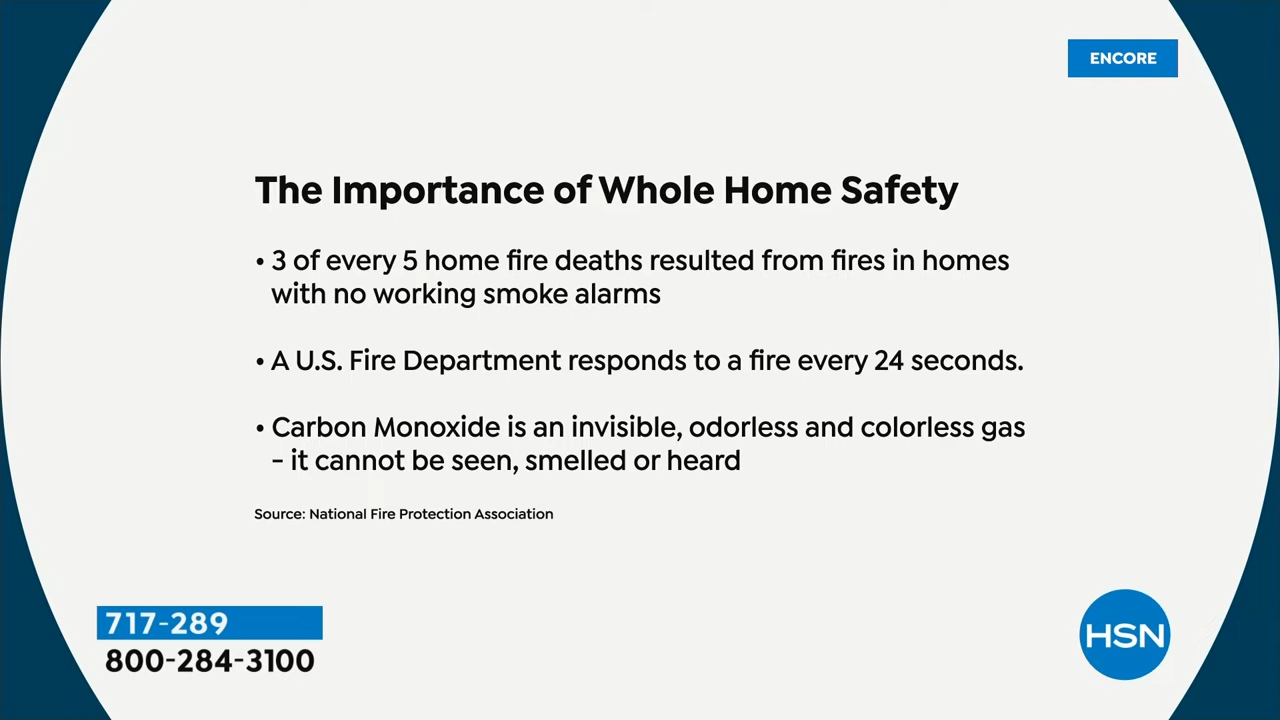 ENCORE
The Importance of Whole Home Safety
• 3 of every 5 home fire deaths resulted from fires in homes
with no working smoke alarms
• A U.S. Fire Department responds to a fire every 24 seconds.
• Carbon Monoxide is an invisible, odorless and colorless gas
- it cannot be seen, smelled or heard
Source: National Fire Protection Association
717-289
800-284-3100
HSN